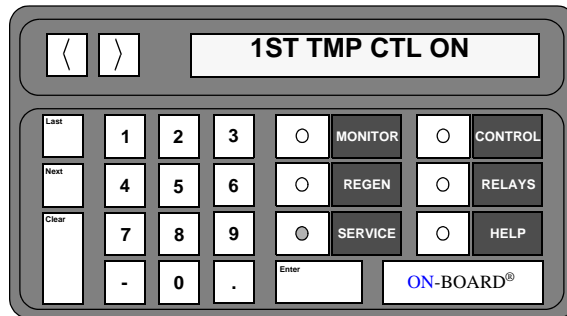 〈 〉 1ST TMP CTL ON
Last 1 2 3 MONITOR CONTROL
Next 4 5 6 REGEN RELAYS
Clear 7 8 9 SERVICE HELP
- 0 . Enter ON-BOARD®